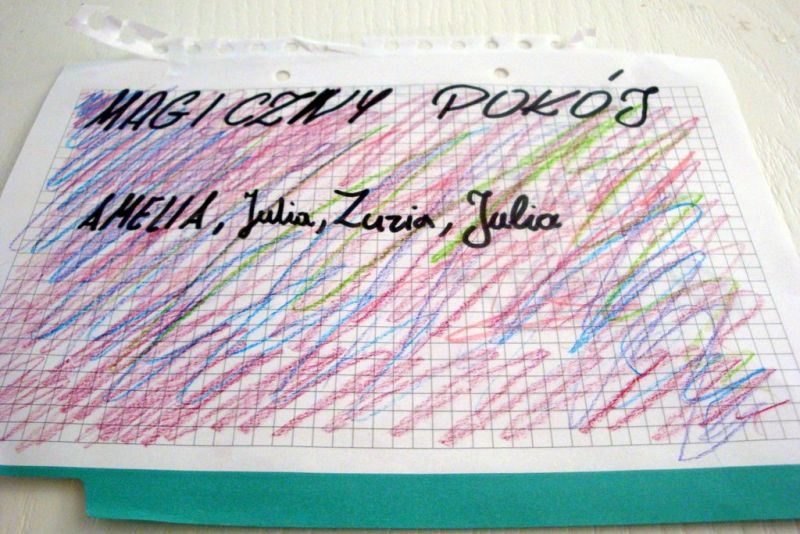 MAGICZNY POKÓJ
AMELIA, Julia, Zuzia, Julia